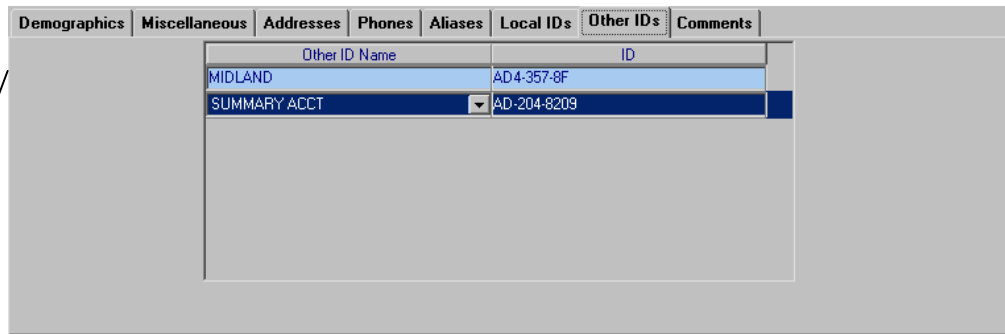 Demographics Miscellaneous Addresses Phones Aliases Local IDs Other IDs Comments
Other ID Name ID
MIDLAND AD4-357-8F
SUMMARY ACCT AD-204-8209